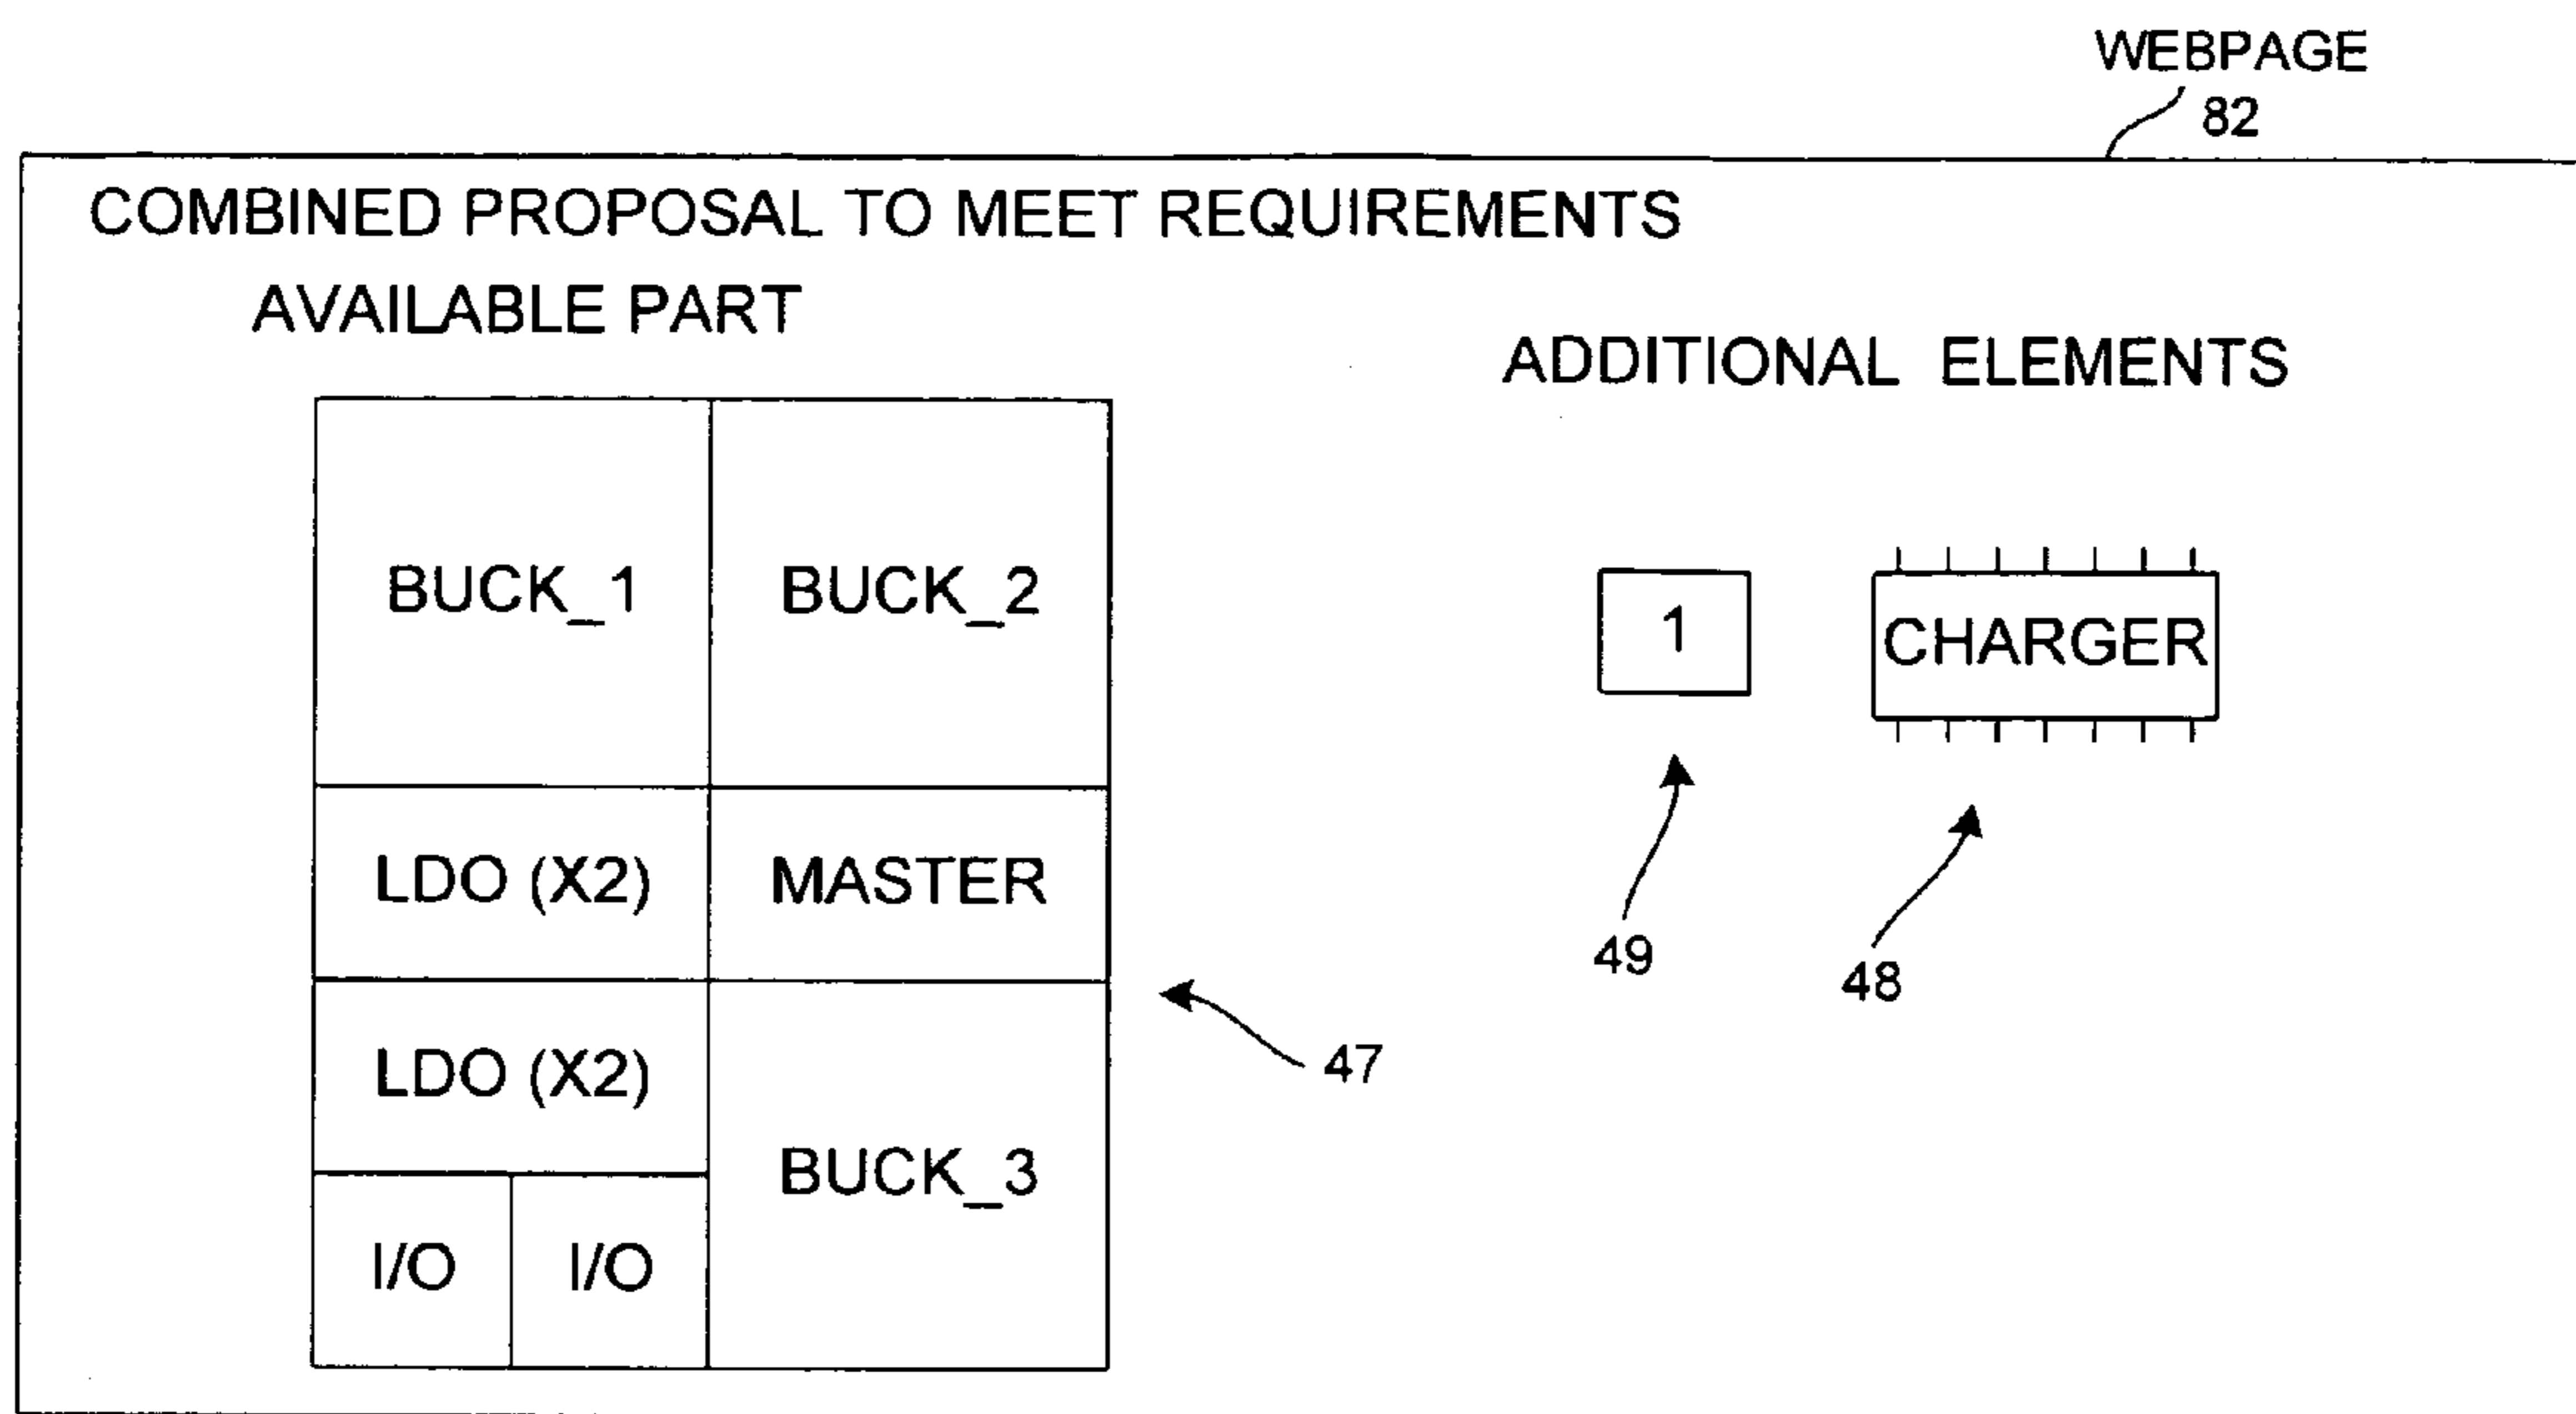 WEBPAGE
82
COMBINED PROPOSAL TO MEET REQUIREMENTS
AVAILABLE PART
ADDITIONAL ELEMENTS
BUCK_1
BUCK_2
1
CHARGER
LDO (X2)
MASTER
49
48
LDO (X2)
47
BUCK_3
I/O
I/O